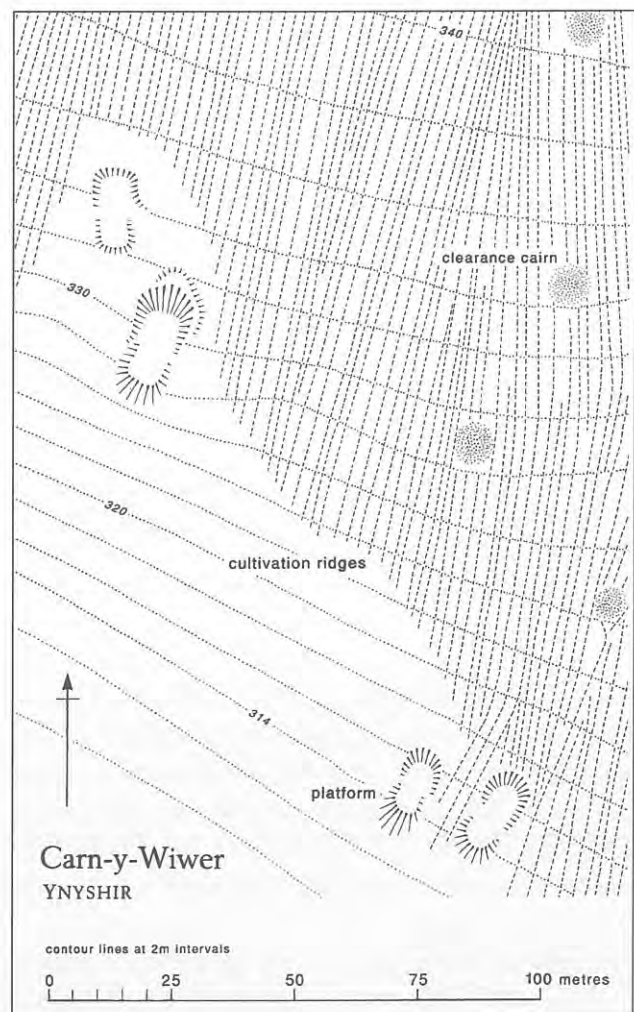 340
clearance cairn
330
320
cultivation ridges
314
platform
Carn-y-Wiwer
YNYSHIR
contour lines at 2m intervals
0 25 50 75 100 metres